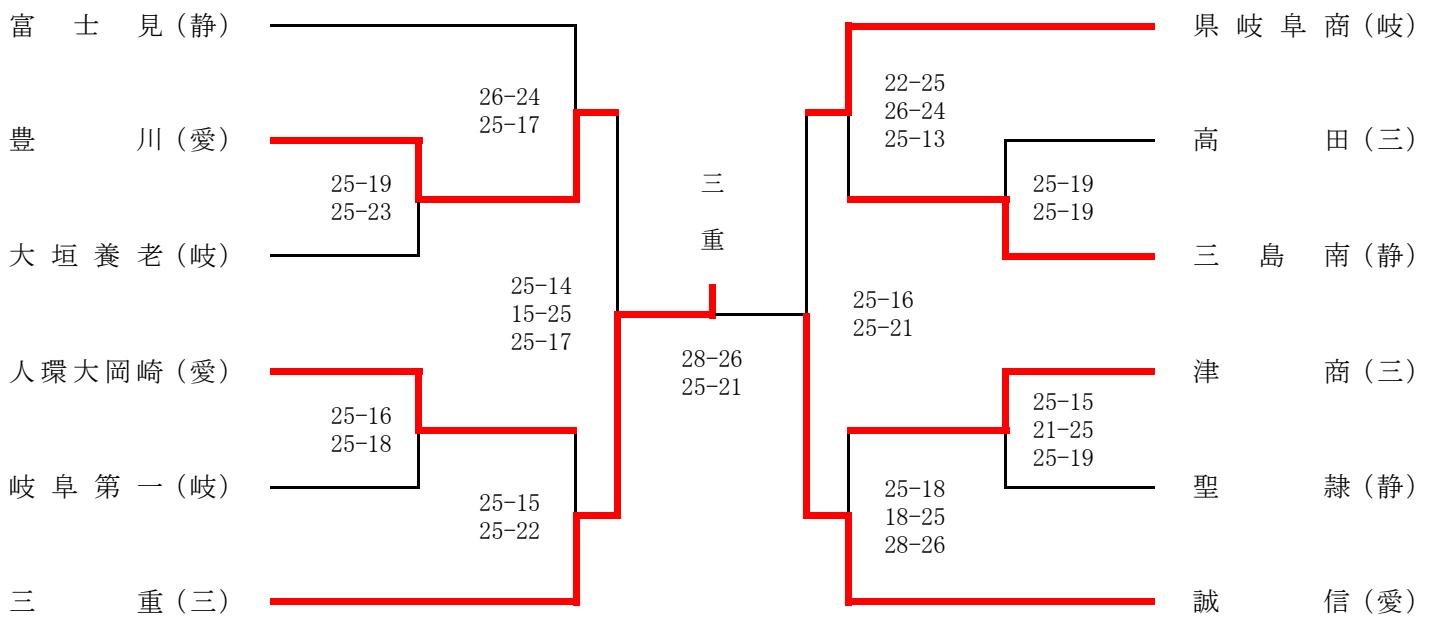 富士見（静）
26-24
25-17
豊川（愛）
25-19
25-23
大垣養老（岐）
25-14
15-25
25-17
人環大岡崎（愛）
25-16
25-18
岐阜第一（岐）
25-15
25-22
三重（三）
三
重
28-26
25-21
県岐阜商（岐）
22-25
26-24
25-13
高田（三）
25-19
25-19
三島南（静）
25-16
25-21
津商（三）
25-15
21-25
25-19
聖隷（静）
25-18
18-25
28-26
誠信（愛）